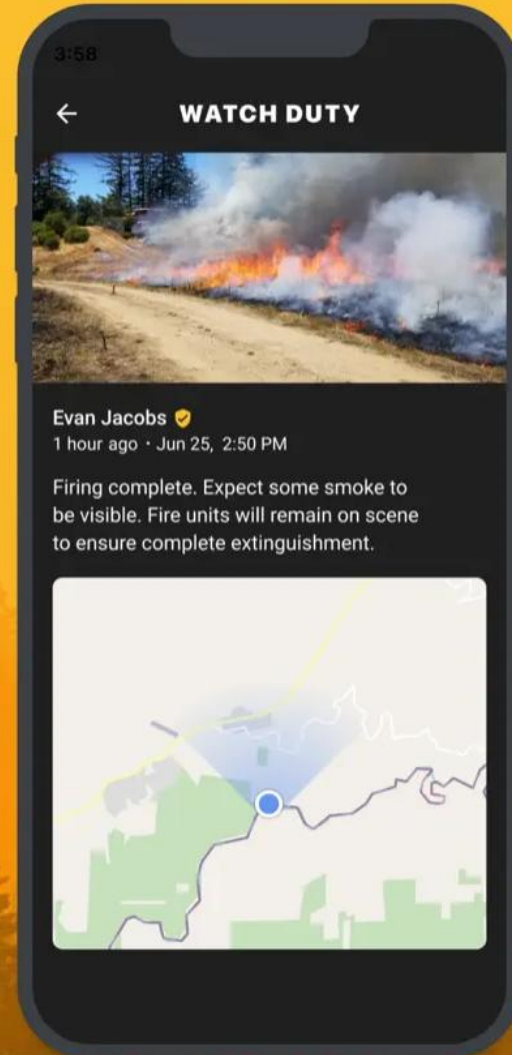 3:58
WATCH DUTY
Evan Jacobs
1 hour ago · Jun 25, 2:50 PM
Firing complete. Expect some smoke to
be visible. Fire units will remain on scene
to ensure complete extinguishment.